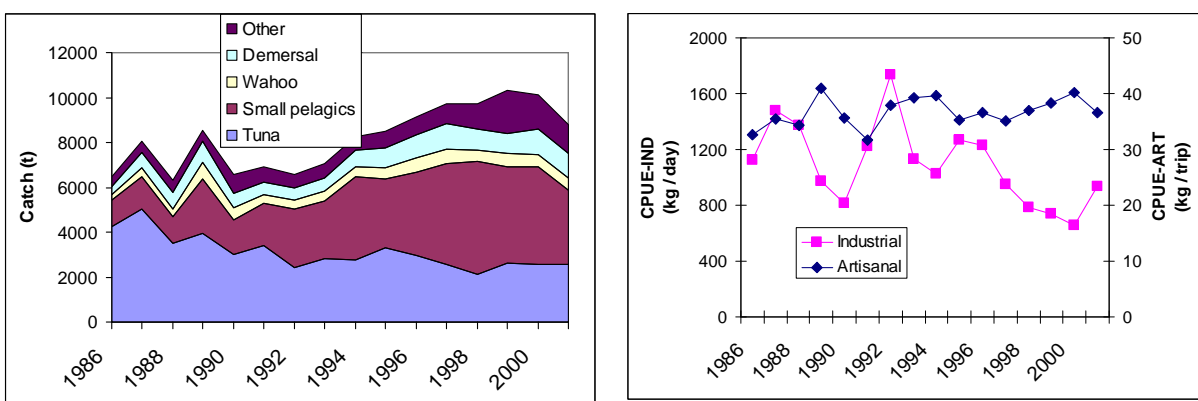 Other
Demersal
Wahoo
Small pelagics
Tuna
Catch (t)
12000
10000
8000
6000
4000
2000
0
1986
1988
1990
1992
1994
1996
1998
2000
CPUE-IND
(kg / day)
2000
1600
1200
800
400
0
Industrial
Artisanal
50
40
30
20
10
0
CPUE-ART
(kg / trip)
1986
1988
1990
1992
1994
1996
1998
2000